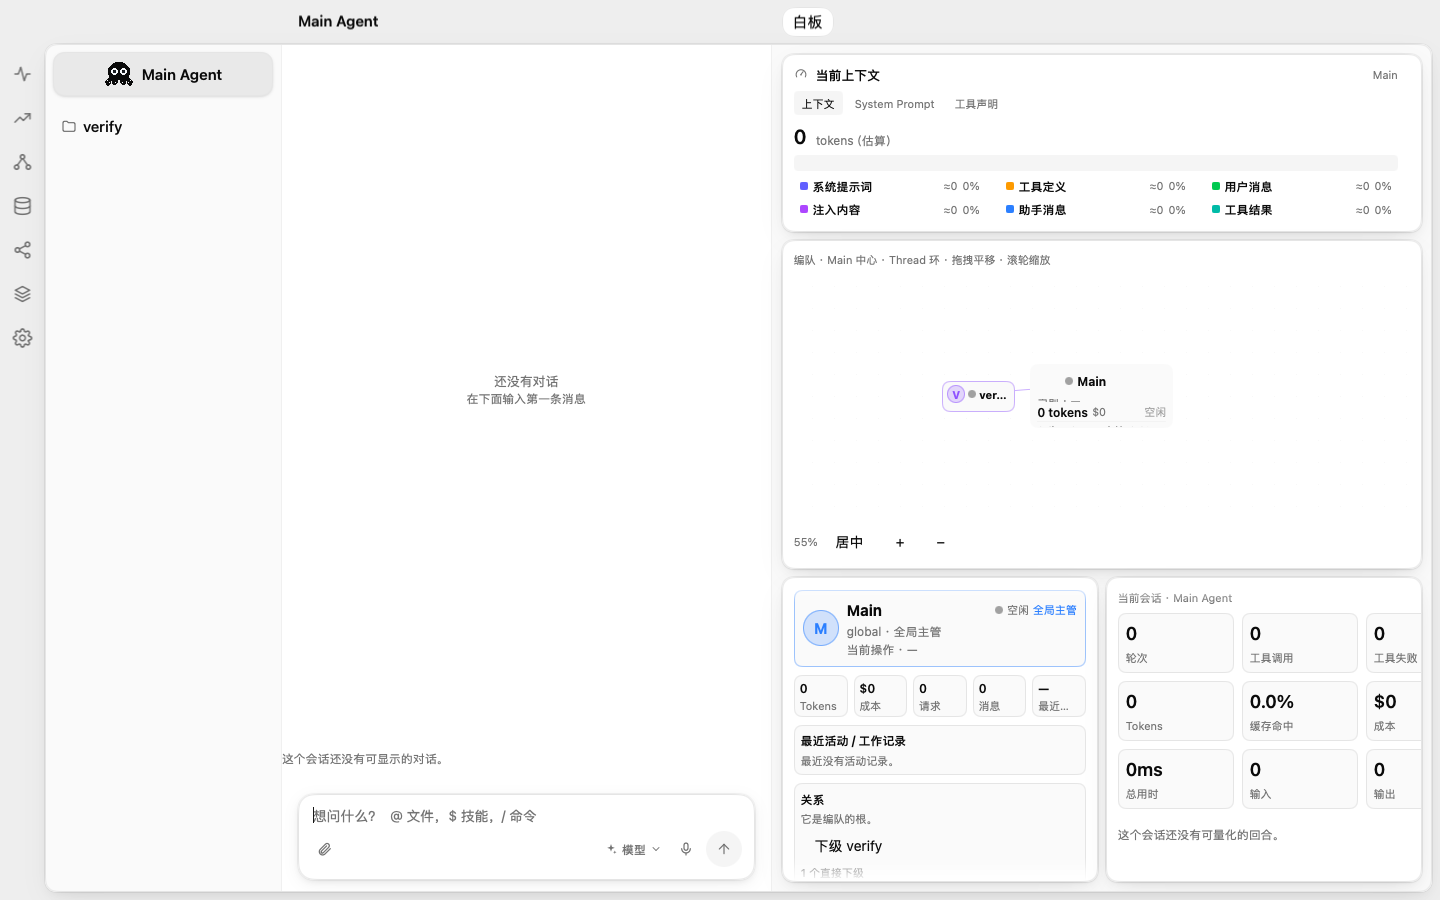 Main Agent
白板
Main Agent
verify
还没有对话
在下面输入第一条消息
这个会话还没有可显示的对话。
想问什么? @ 文件, $ 技能, / 命令
模型
当前上下文
Main
上下文 System Prompt 工具声明
0 tokens (估算)
系统提示词 ≈0 0% 工具定义 ≈0 0% 用户消息 ≈0 0%
注入内容 ≈0 0% 助手消息 ≈0 0% 工具结果 ≈0 0%
编队 · Main 中心 · Thread 环 · 拖拽平移 · 滚轮缩放
V ver...
Main
0 tokens $0 空闲
55% 居中 + −
M
Main
空闲 全局主管
global · 全局主管
当前操作 · —
0 $0 0 0 —
Tokens 成本 请求 消息 最近...
最近活动 / 工作记录
最近没有活动记录。
关系
它是编队的根。
下级 verify
1 个直接下级
当前会话 · Main Agent
0 0 0
轮次 工具调用 工具失败
0 0.0% $0
Tokens 缓存命中 成本
0ms 0 0
总用时 输入 输出
这个会话还没有可量化的回合。